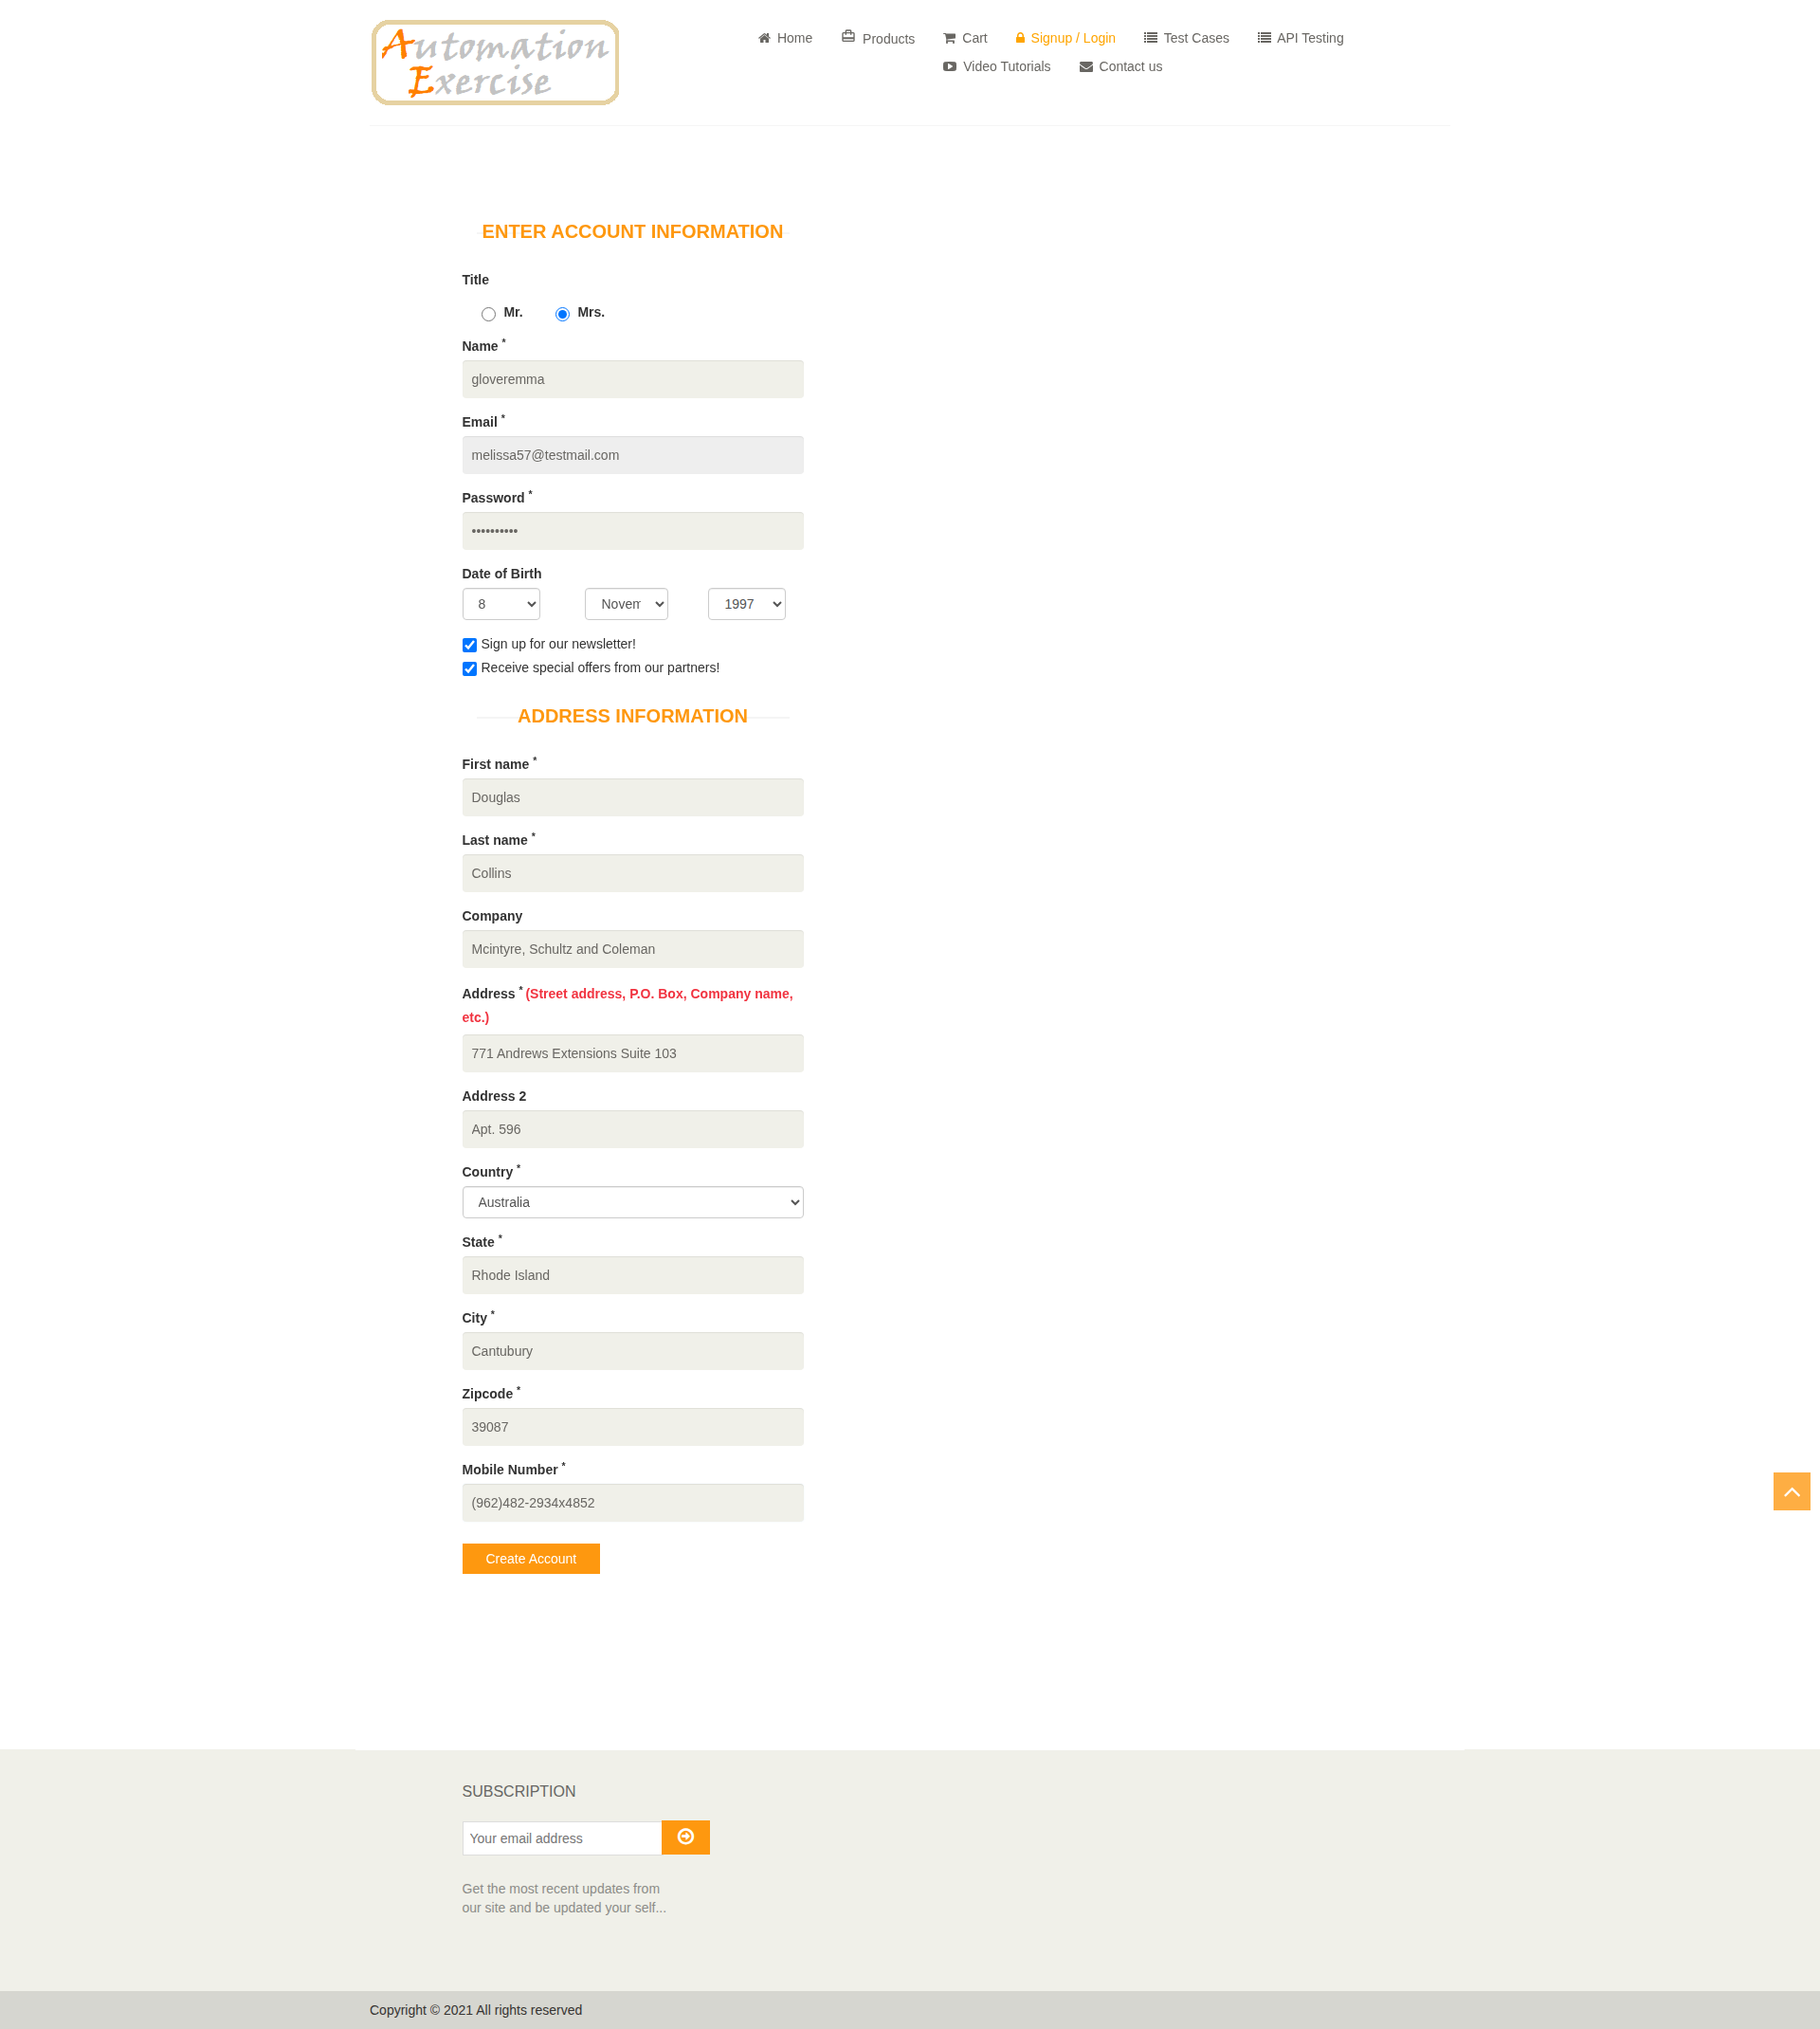 Automation
Exercise
Home
Products
Cart
Signup / Login
Test Cases
API Testing
Video Tutorials
Contact us
ENTER ACCOUNT INFORMATION
Title
Mr.
Mrs.
Name *
gloveremma
Email *
melissa57@testmail.com
Password *
••••••••••
Date of Birth
8
Novem
1997
Sign up for our newsletter!
Receive special offers from our partners!
ADDRESS INFORMATION
First name *
Douglas
Last name *
Collins
Company
Mcintyre, Schultz and Coleman
Address * (Street address, P.O. Box, Company name,
etc.)
771 Andrews Extensions Suite 103
Address 2
Apt. 596
Country *
Australia
State *
Rhode Island
City *
Cantubury
Zipcode *
39087
Mobile Number *
(962)482-2934x4852
Create Account
SUBSCRIPTION
Your email address
Get the most recent updates from
our site and be updated your self...
Copyright © 2021 All rights reserved